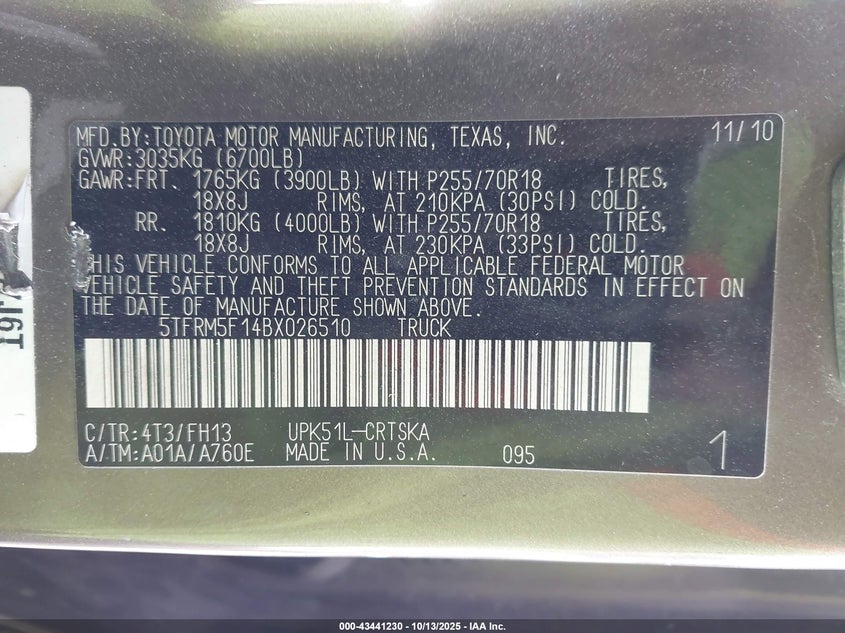 MFD.BY:TOYOTA MOTOR MANUFACTURING, TEXAS, INC. 11/10
GVWR:3035KG (6700LB)
GAWR:FRT. 1765KG (3900LB) WITH P255/70R18 TIRES,
18X8J RIMS, AT 210KPA (30PSI) COLD.
RR. 1810KG (4000LB) WITH P255/70R18 TIRES,
18X8J RIMS, AT 230KPA (33PSI) COLD.
THIS VEHICLE CONFORMS TO ALL APPLICABLE FEDERAL MOTOR
VEHICLE SAFETY AND THEFT PREVENTION STANDARDS IN EFFECT ON
THE DATE OF MANUFACTURE SHOWN ABOVE.
5TFRM5F14BX026510 TRUCK
C/TR:4T3/FH13 UPK51L-CRTSKA
A/TM:A01A/A760E MADE IN U.S.A. 095 1
000-43441230 - 10/13/2025 - IAA Inc.